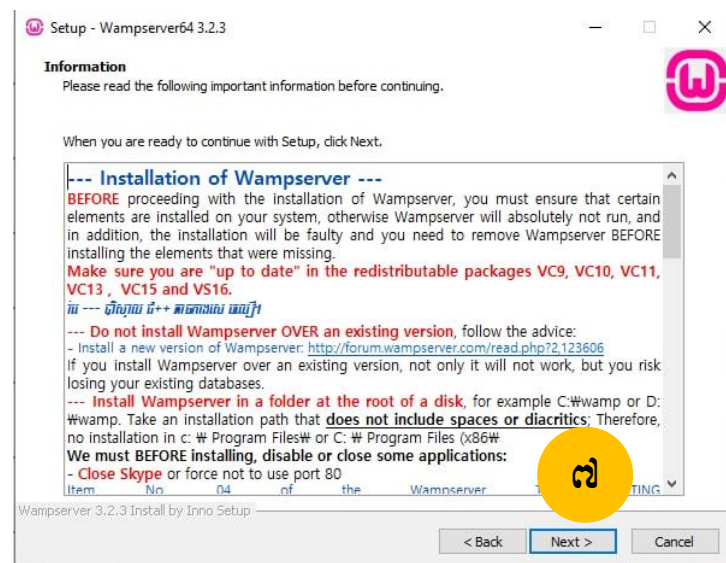 Setup - Wampserver64 3.2.3
Information
Please read the following important information before continuing.
When you are ready to continue with Setup, click Next.
--- Installation of Wampserver ---
BEFORE proceeding with the installation of Wampserver, you must ensure that certain
elements are installed on your system, otherwise Wampserver will absolutely not run, and
in addition, the installation will be faulty and you need to remove Wampserver BEFORE
installing the elements that were missing.
Make sure you are "up to date" in the redistributable packages VC9, VC10, VC11,
VC13 , VC15 and VS16.
--- Do not install Wampserver OVER an existing version, follow the advice:
- Install a new version of Wampserver: http://forum.wampserver.com/read.php?2,123606
If you install Wampserver over an existing version, not only it will not work, but you risk
losing your existing databases.
--- Install Wampserver in a folder at the root of a disk, for example C:₩wamp or D:
₩wamp. Take an installation path that does not include spaces or diacritics; Therefore,
no installation in c: ₩ Program Files₩ or C: ₩ Program Files (x86₩
We must BEFORE installing, disable or close some applications:
- Close Skype or force not to use port 80
Item No 04 of the Wampserver TING
៧
Wampserver 3.2.3 Install by Inno Setup
< Back Next > Cancel